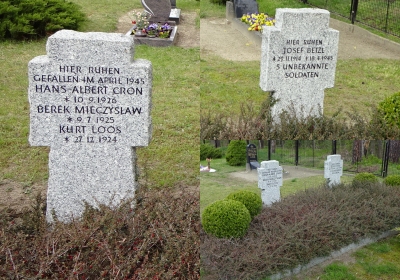 HIER RUHEN
GEFALLEN IM APRIL 1945
HANS-ALBERT CRON
* 10.9.1926
BEREK MIECZYSLAW
* 9.7.1925
KURT LOOS
* 27.12.1924
HIER RUHEN
JOSEF BEIZL
5 UNBEKANNTE
SOLDATEN